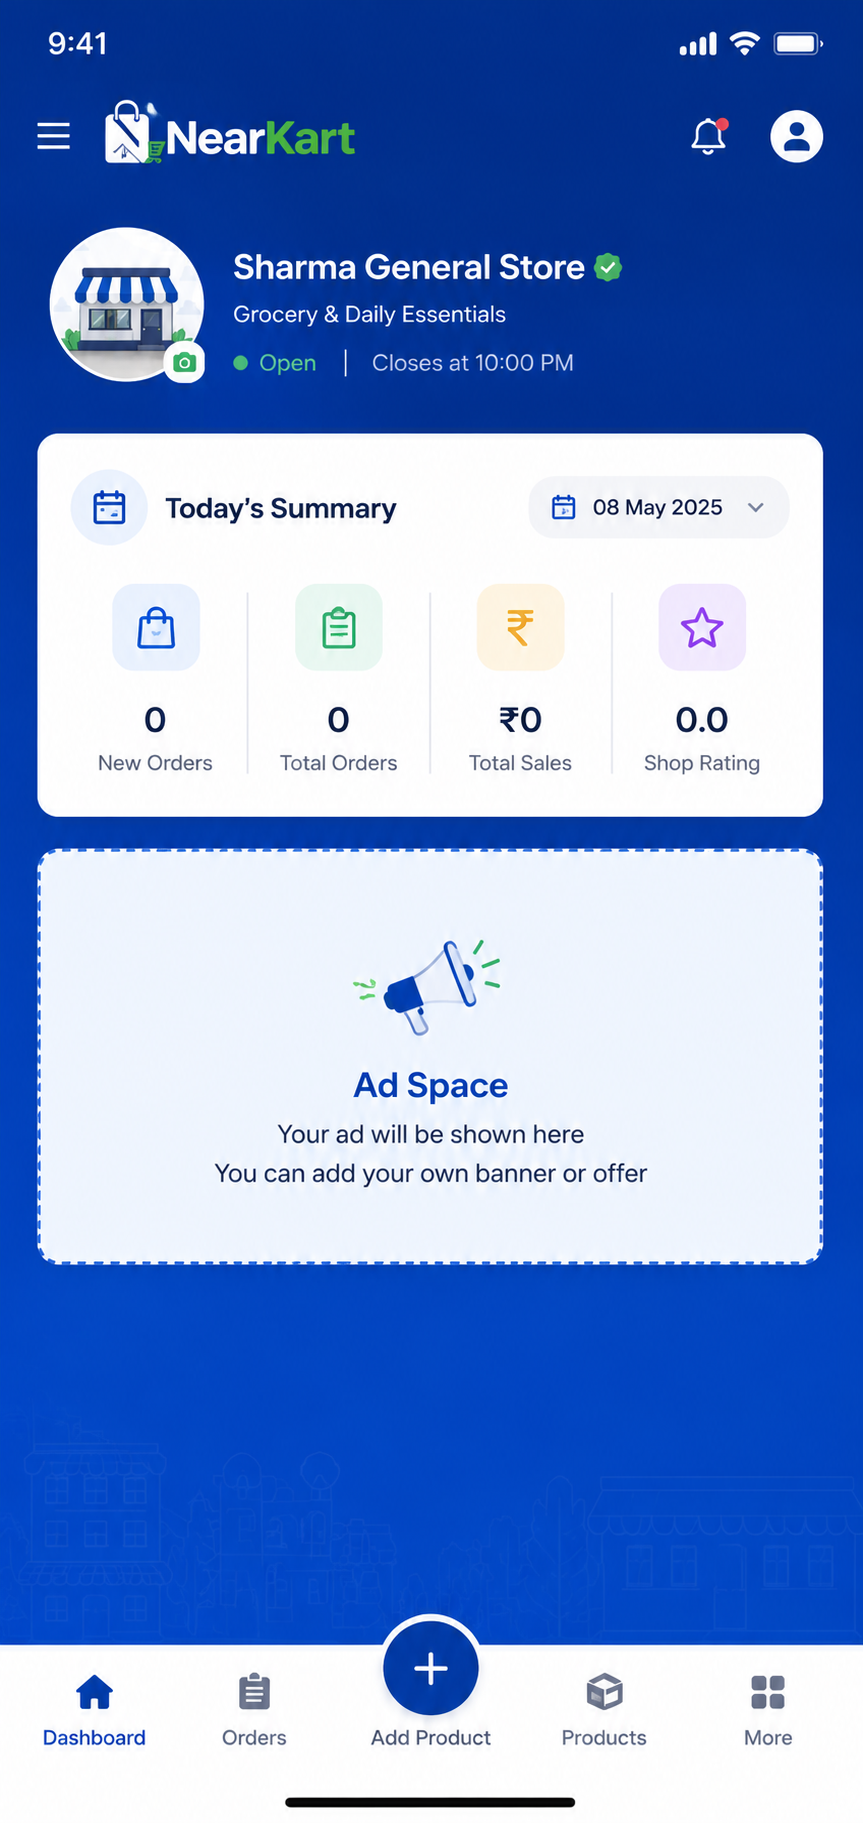 9:41
NearKart
Sharma General Store
Grocery & Daily Essentials
Open | Closes at 10:00 PM
Today's Summary
08 May 2025
0
New Orders
0
Total Orders
₹0
Total Sales
0.0
Shop Rating
Ad Space
Your ad will be shown here
You can add your own banner or offer
Dashboard
Orders
Add Product
Products
More